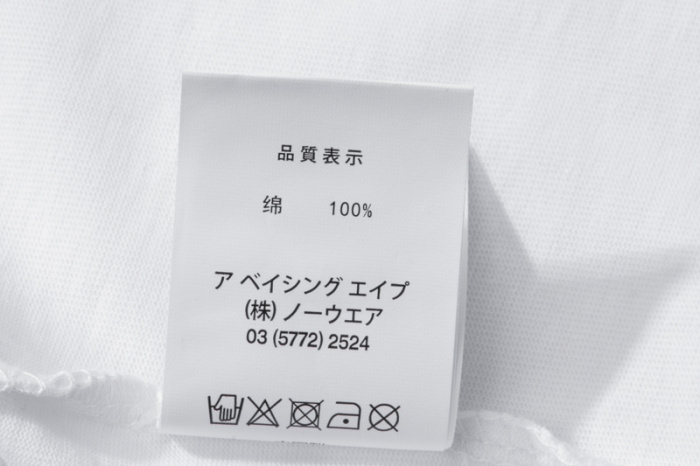 品質表示
绵 100%
ア ベイシング エイプ
(株) ノーウエア
03 (5772) 2524